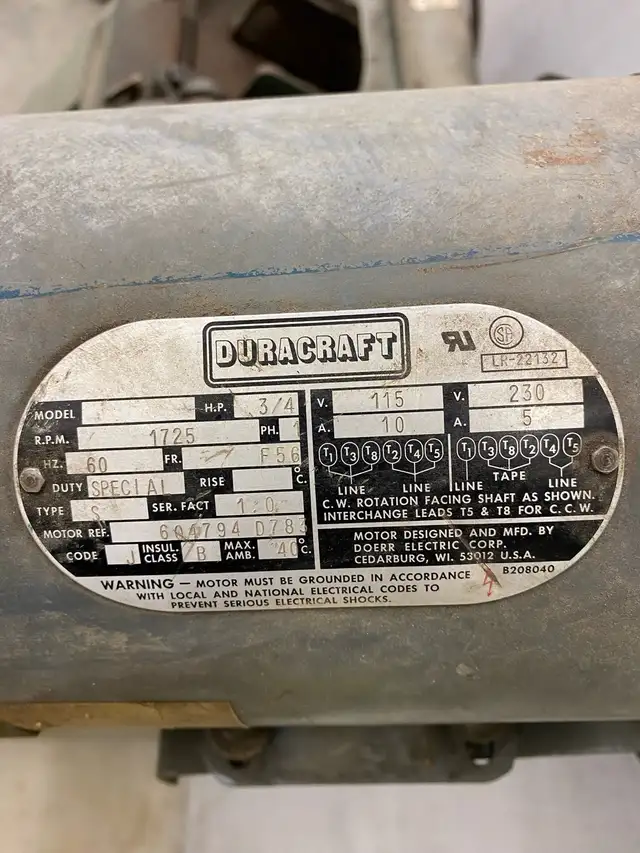 DURACRAFT
LR-22132
MODEL H.P. 3/4
R.P.M. 1725 PH. 1
HZ. 60 FR. F56
DUTY SPECIAL RISE °C.
TYPE S SER. FACT 1.0
MOTOR REF. 604794 D783
CODE J INSUL. CLASS B MAX. AMB. 40°C.
V. 115 V. 230
A. 10 A. 5
T1 T3 T8 T2 T4 T5 T1 T3 T8 T2 T4 T5
LINE LINE LINE TAPE LINE
C.W. ROTATION FACING SHAFT AS SHOWN.
INTERCHANGE LEADS T5 & T8 FOR C.C.W.
MOTOR DESIGNED AND MFD. BY
DOERR ELECTRIC CORP.
CEDARBURG, WI. 53012 U.S.A.
B208040
WARNING — MOTOR MUST BE GROUNDED IN ACCORDANCE
WITH LOCAL AND NATIONAL ELECTRICAL CODES TO
PREVENT SERIOUS ELECTRICAL SHOCKS.